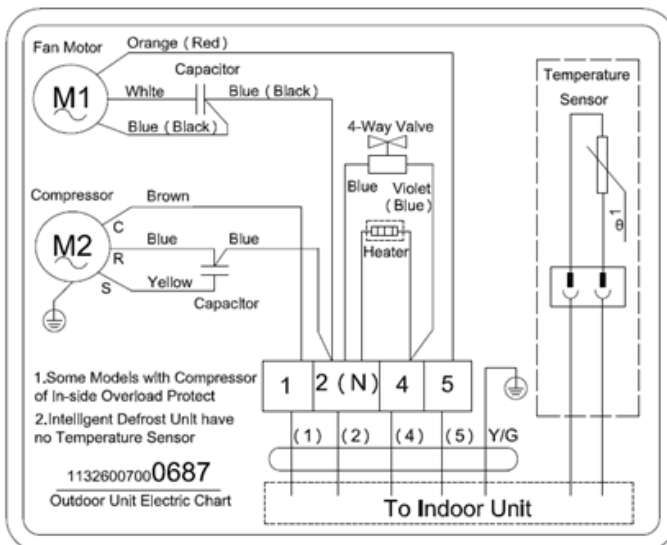 Fan Motor
Orange (Red)
Capacitor
M1
White
Blue (Black)
Blue (Black)
4-Way Valve
Blue
Violet
(Blue)
Heater
Temperature
Sensor
θ 1
Compressor
Brown
M2
C
R
S
Blue
Blue
Yellow
Capacitor
1.Some Models with Compressor
of In-side Overload Protect
2.Intelligent Defrost Unit have
no Temperature Sensor
11326007000687
Outdoor Unit Electric Chart
1 2 (N) 4 5
(1) (2) (4) (5) Y/G
To Indoor Unit